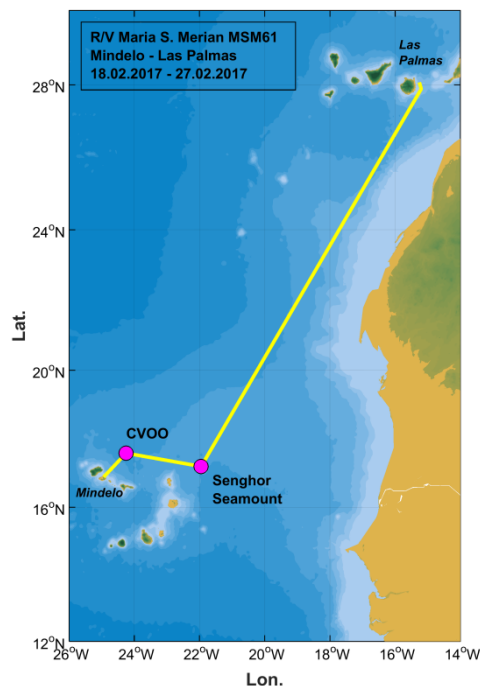 R/V Maria S. Merian MSM61
Mindelo - Las Palmas
18.02.2017 - 27.02.2017
Las
Palmas
28°N
24°N
Lat.
20°N
CVOO
Senghor
Seamount
Mindelo
16°N
12°N
26°W 24°W 22°W 20°W 18°W 16°W 14°W
Lon.